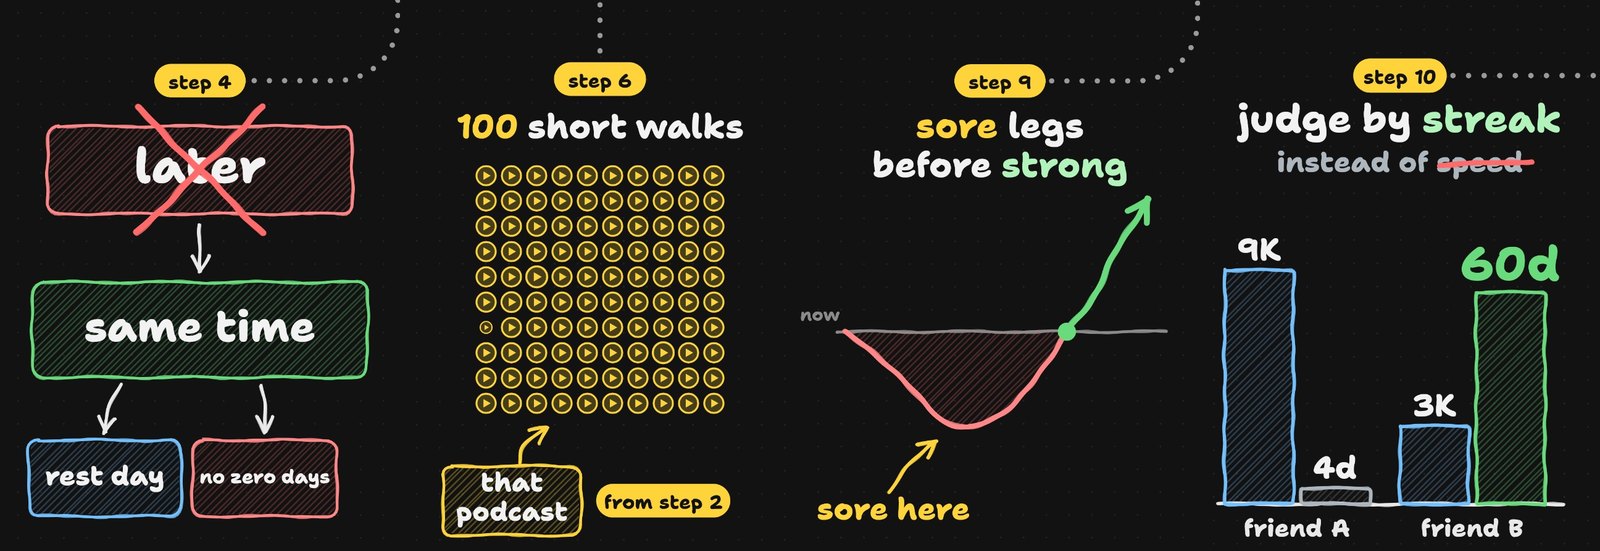 step 4
later
same time
rest day
no zero days
step 6
100 short walks
that
podcast
from step 2
step 9
sore legs
before strong
now
sore here
step 10
judge by streak
instead of speed
9K
4d
3K
60d
friend A
friend B